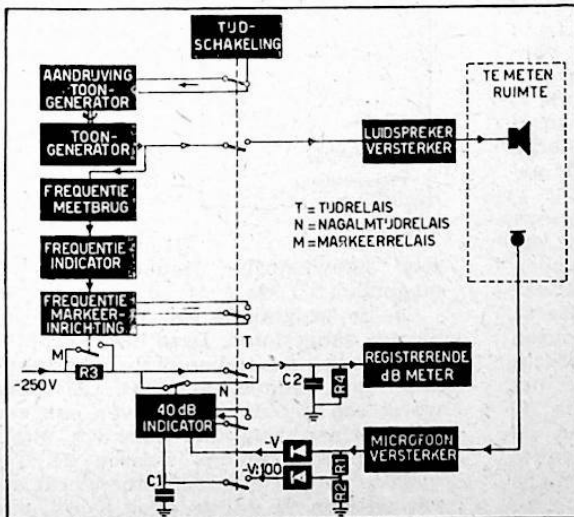 TIJD-
SCHAKELING
AANDRIJVING
TOON-
GENERATOR
TOON-
GENERATOR
FREQUENTIE
MEETBRUG
FREQUENTIE
INDICATOR
FREQUENTIE
MARKEER-
INRICHTING
M
R3
-250V
LUIDSPREKER
VERSTERKER
TE METEN
RUIMTE
T = TIJDRELAIS
N = NAGALMTIJDRELAIS
M = MARKEERRELAIS
T
N
C2
R4
REGISTRERENDE
dB METER
40 dB
INDICATOR
-V
-V:100
R1
R2
MICROFOON
VERSTERKER
C1